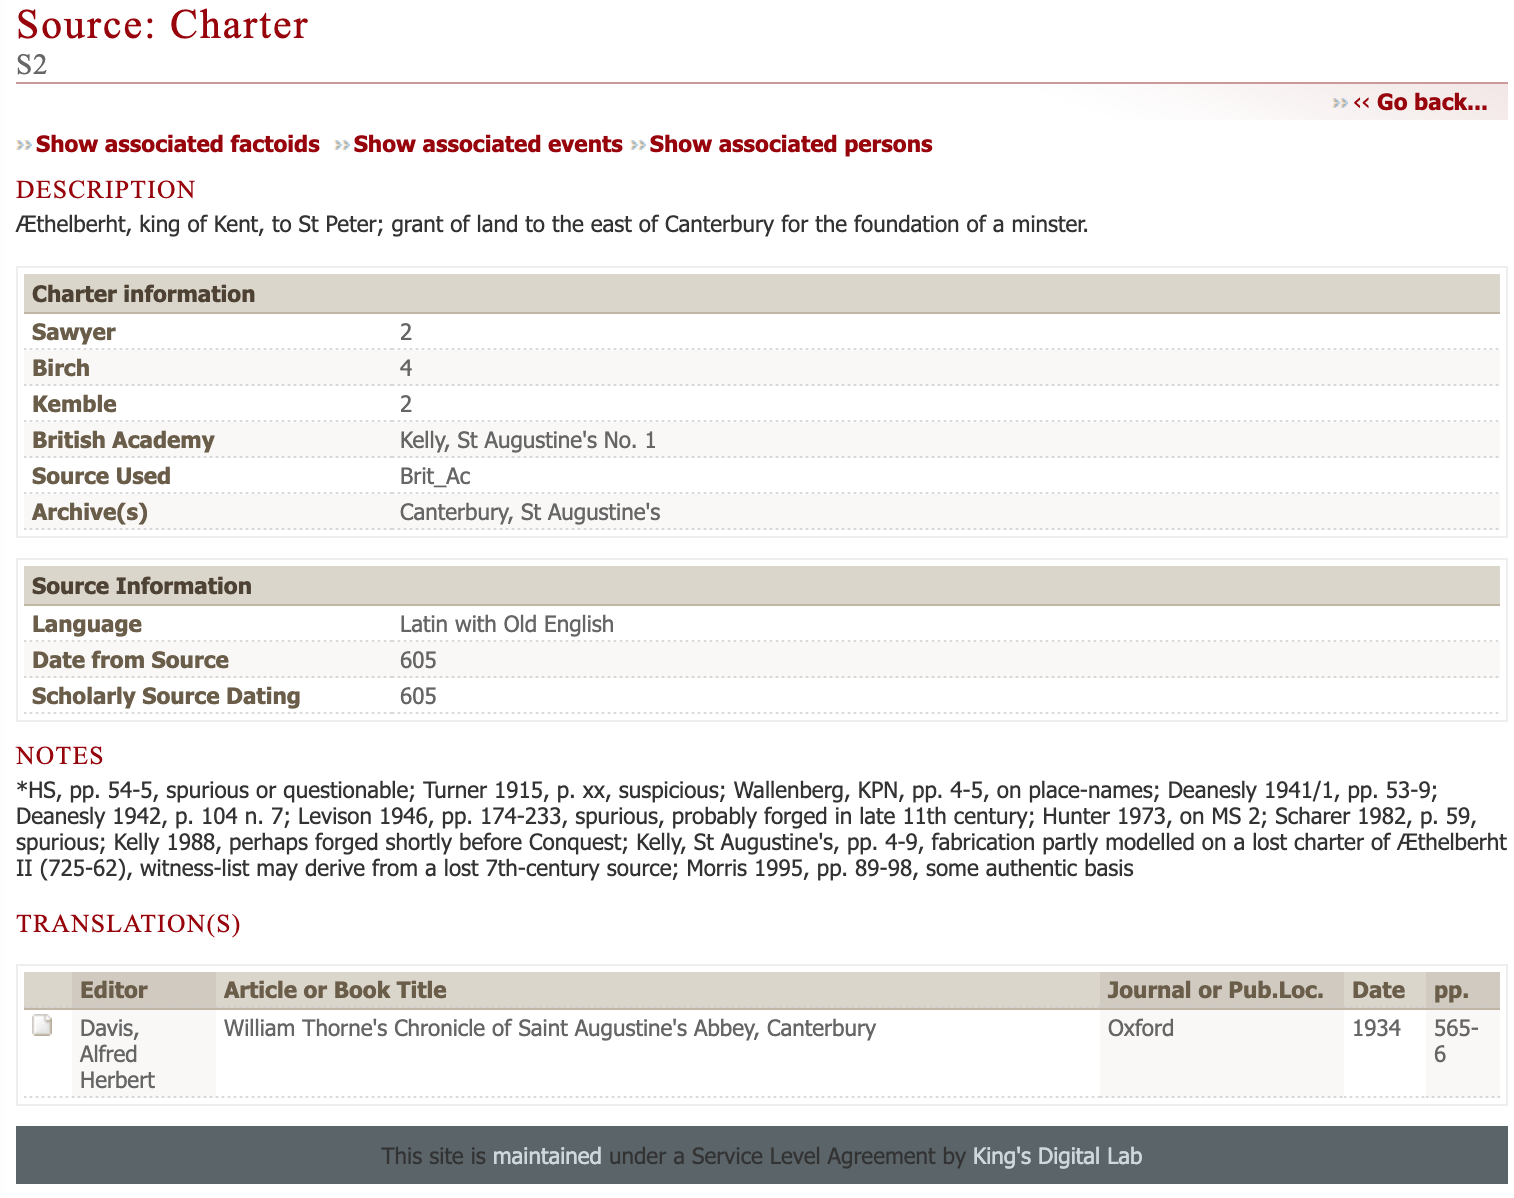 Source: Charter
S2
›› ‹‹ Go back...
›› Show associated factoids ›› Show associated events ›› Show associated persons
DESCRIPTION
Æthelberht, king of Kent, to St Peter; grant of land to the east of Canterbury for the foundation of a minster.
Charter information
Sawyer 2
Birch 4
Kemble 2
British Academy Kelly, St Augustine's No. 1
Source Used Brit_Ac
Archive(s) Canterbury, St Augustine's
Source Information
Language Latin with Old English
Date from Source 605
Scholarly Source Dating 605
NOTES
*HS, pp. 54-5, spurious or questionable; Turner 1915, p. xx, suspicious; Wallenberg, KPN, pp. 4-5, on place-names; Deanesly 1941/1, pp. 53-9;
Deanesly 1942, p. 104 n. 7; Levison 1946, pp. 174-233, spurious, probably forged in late 11th century; Hunter 1973, on MS 2; Scharer 1982, p. 59,
spurious; Kelly 1988, perhaps forged shortly before Conquest; Kelly, St Augustine's, pp. 4-9, fabrication partly modelled on a lost charter of Æthelberht
II (725-62), witness-list may derive from a lost 7th-century source; Morris 1995, pp. 89-98, some authentic basis
TRANSLATION(S)
Editor Article or Book Title Journal or Pub.Loc. Date pp.
Davis, William Thorne's Chronicle of Saint Augustine's Abbey, Canterbury Oxford 1934 565-
Alfred 6
Herbert
This site is maintained under a Service Level Agreement by King's Digital Lab